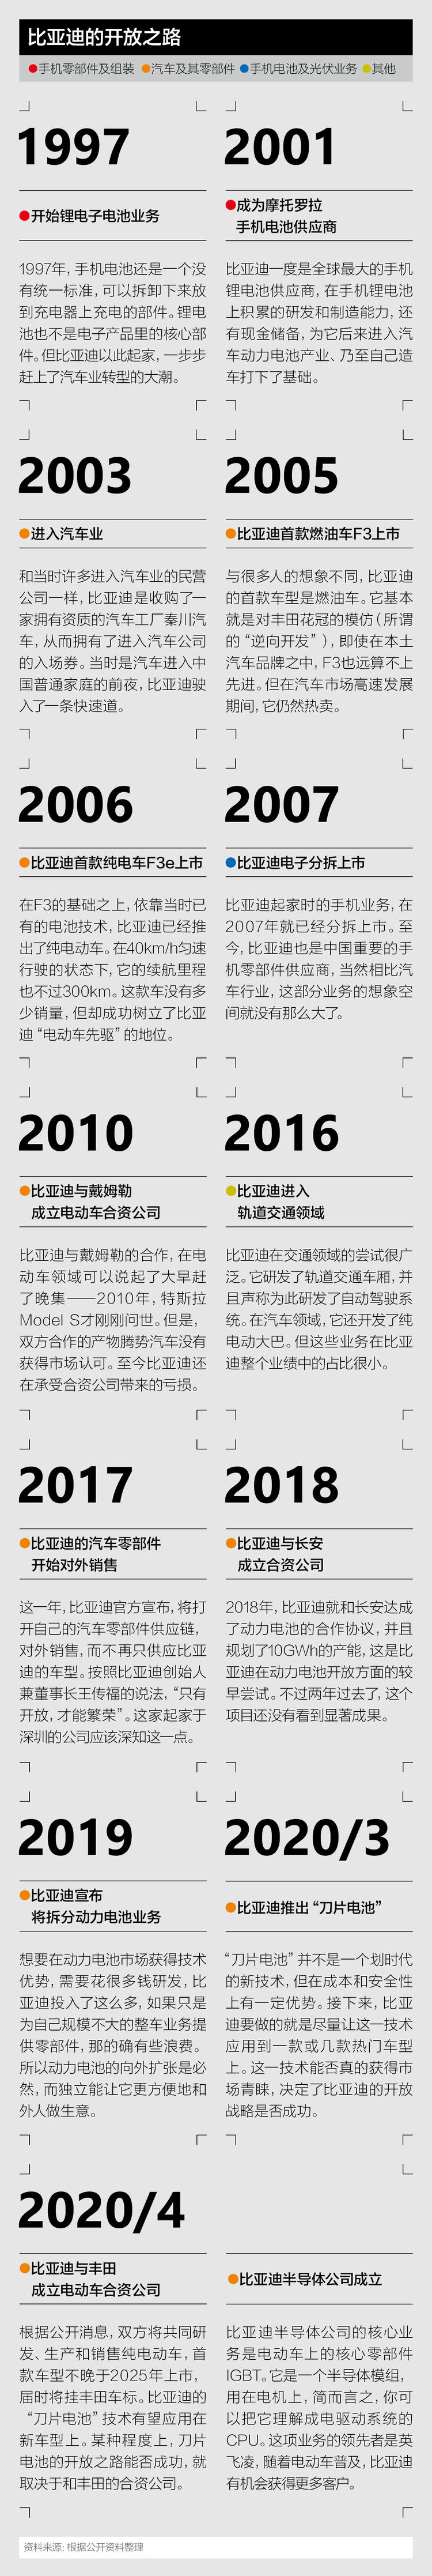 比亚迪的开放之路
●手机零部件及组装 ●汽车及其零部件 ●手机电池及光伏业务 ●其他
1997
●开始锂电子电池业务
1997年，手机电池还是一个没
有统一标准，可以拆卸下来放
到充电器上充电的部件。锂电
池也不是电子产品里的核心部
件。但比亚迪以此起家，一步步
赶上了汽车业转型的大潮。
2001
●成为摩托罗拉
手机电池供应商
比亚迪一度是全球最大的手机
锂电池供应商，在手机锂电池
上积累的研发和制造能力，还
有现金储备，为它后来进入汽
车动力电池产业、乃至自己造
车打下了基础。
2003
●进入汽车业
和当时许多进入汽车业的民营
公司一样，比亚迪是收购了一
家拥有资质的汽车工厂秦川汽
车，从而拥有了进入汽车公司
的入场券。当时是汽车进入中
国普通家庭的前夜，比亚迪驶
入了一条快速道。
2005
●比亚迪首款燃油车F3上市
与很多人的想象不同，比亚迪
的首款车型是燃油车。它基本
就是对丰田花冠的模仿（所谓
的“逆向开发”），即使在本土
汽车品牌之中，F3也远算不上
先进。但在汽车市场高速发展
期间，它仍然热卖。
2006
●比亚迪首款纯电车F3e上市
在F3的基础之上，依靠当时已
有的电池技术，比亚迪已经推
出了纯电动车。在40km/h匀速
行驶的状态下，它的续航里程
也不过300km。这款车没有多
少销量，但却成功树立了比亚
迪“电动车先驱”的地位。
2007
●比亚迪电子分拆上市
比亚迪起家时的手机业务，在
2007年就已经分拆上市。至
今，比亚迪也是中国重要的手
机零部件供应商，当然相比汽
车行业，这部分业务的想象空
间就没有那么大了。
2010
●比亚迪与戴姆勒
成立电动车合资公司
比亚迪与戴姆勒的合作，在电
动车领域可以说起了大早赶
了晚集——2010年，特斯拉
Model S才刚刚问世。但是，
双方合作的产物腾势汽车没有
获得市场认可。至今比亚迪还
在承受合资公司带来的亏损。
2016
●比亚迪进入
轨道交通领域
比亚迪在交通领域的尝试很广
泛。它研发了轨道交通车厢，并
且声称为此研发了自动驾驶系
统。在汽车领域，它还开发了纯
电动大巴。但这些业务在比亚
迪整个业绩中的占比很小。
2017
●比亚迪的汽车零部件
开始对外销售
这一年，比亚迪官方宣布，将打
开自己的汽车零部件供应链，
对外销售，而不再只供应比亚
迪的车型。按照比亚迪创始人
兼董事长王传福的说法，“只有
开放，才能繁荣”。这家起家于
深圳的公司应该深知这一点。
2018
●比亚迪与长安
成立合资公司
2018年，比亚迪就和长安达成
了动力电池的合作协议，并且
规划了10GWh的产能，这是比
亚迪在动力电池开放方面的较
早尝试。不过两年过去了，这个
项目还没有看到显著成果。
2019
●比亚迪宣布
将拆分动力电池业务
想要在动力电池市场获得技术
优势，需要花很多钱研发，比
亚迪投入了这么多，如果只是
为自己规模不大的整车业务提
供零部件，那的确有些浪费。
所以动力电池的向外扩张是必
然，而独立能让它更方便地和
外人做生意。
2020/3
●比亚迪推出“刀片电池”
“刀片电池”并不是一个划时代
的新技术，但在成本和安全性
上有一定优势。接下来，比亚
迪要做的就是尽量让这一技术
应用到一款或几款热门车型
上。这一技术能否真的获得市
场青睐，决定了比亚迪的开放
战略是否成功。
2020/4
●比亚迪与丰田
成立电动车合资公司
根据公开消息，双方将共同研
发、生产和销售纯电动车，首
款车型不晚于2025年上市，
届时将挂丰田车标。比亚迪的
“刀片电池”技术有望应用在
新车型上。某种程度上，刀片
电池的开放之路能否成功，就
取决于和丰田的合资公司。
●比亚迪半导体公司成立
比亚迪半导体公司的核心业
务是电动车上的核心零部件
IGBT。它是一个半导体模组，
用在电机上，简而言之，你可
以把它理解成电驱动系统的
CPU。这项业务的领先者是英
飞凌，随着电动车普及，比亚迪
有机会获得更多客户。
资料来源：根据公开资料整理